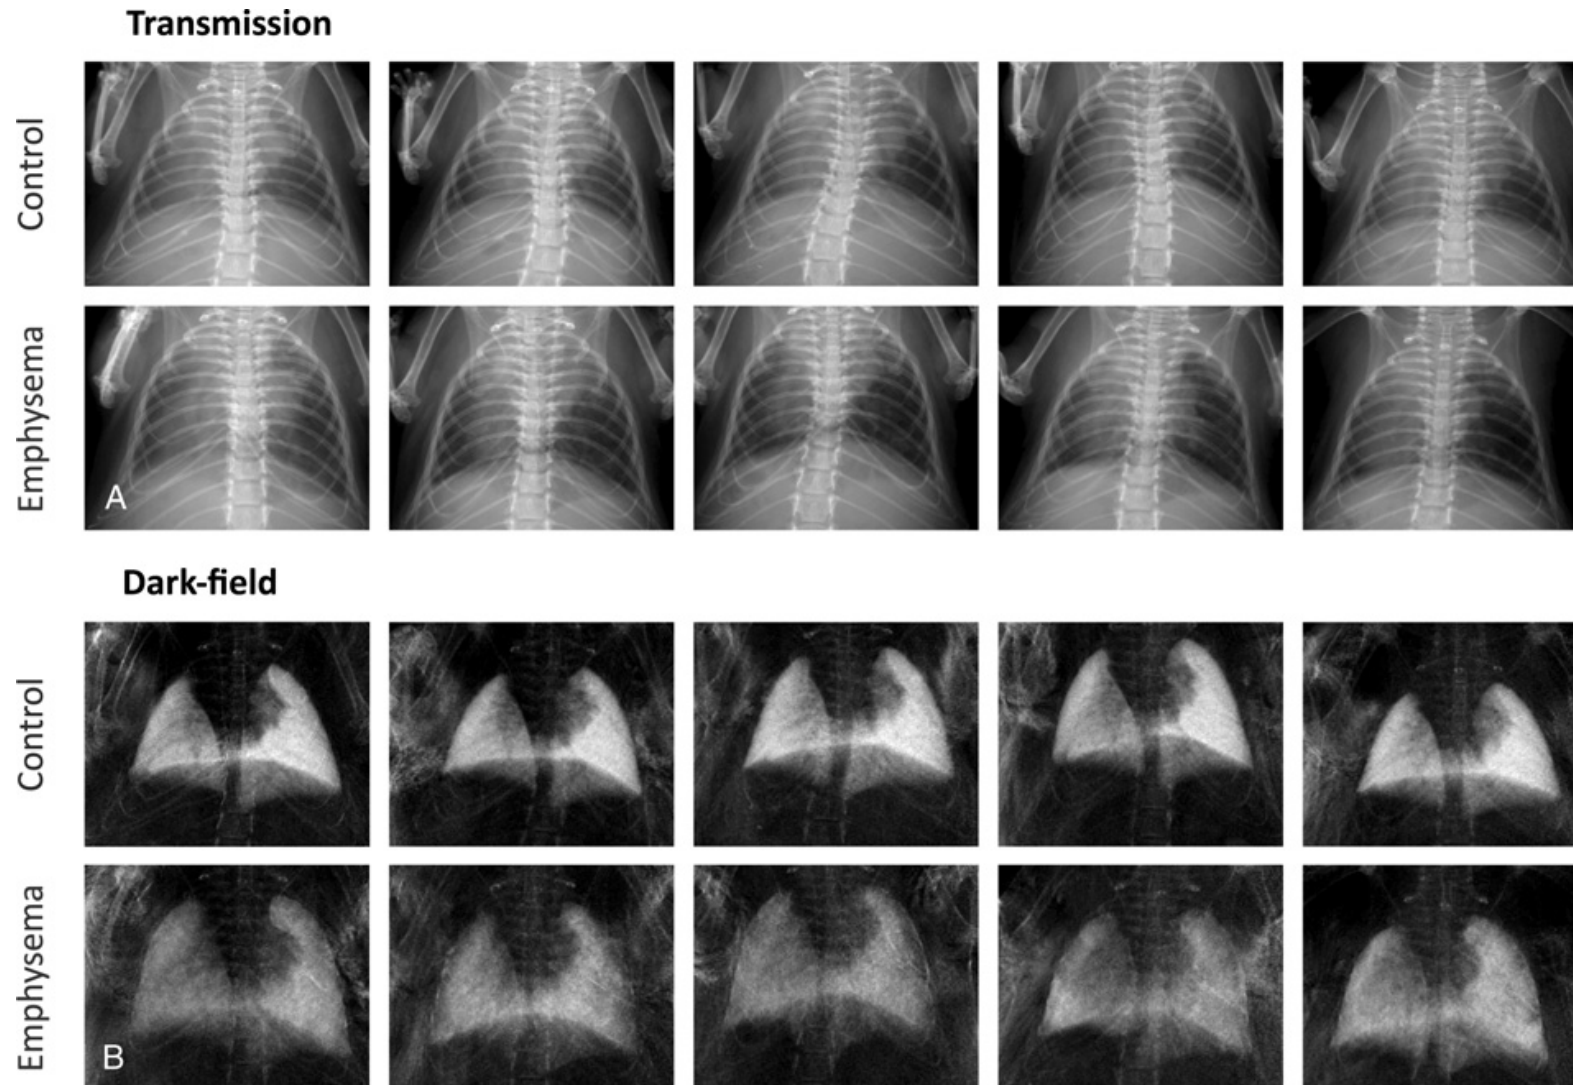 Transmission
Control
Emphysema
A
Dark-field
Control
Emphysema
B